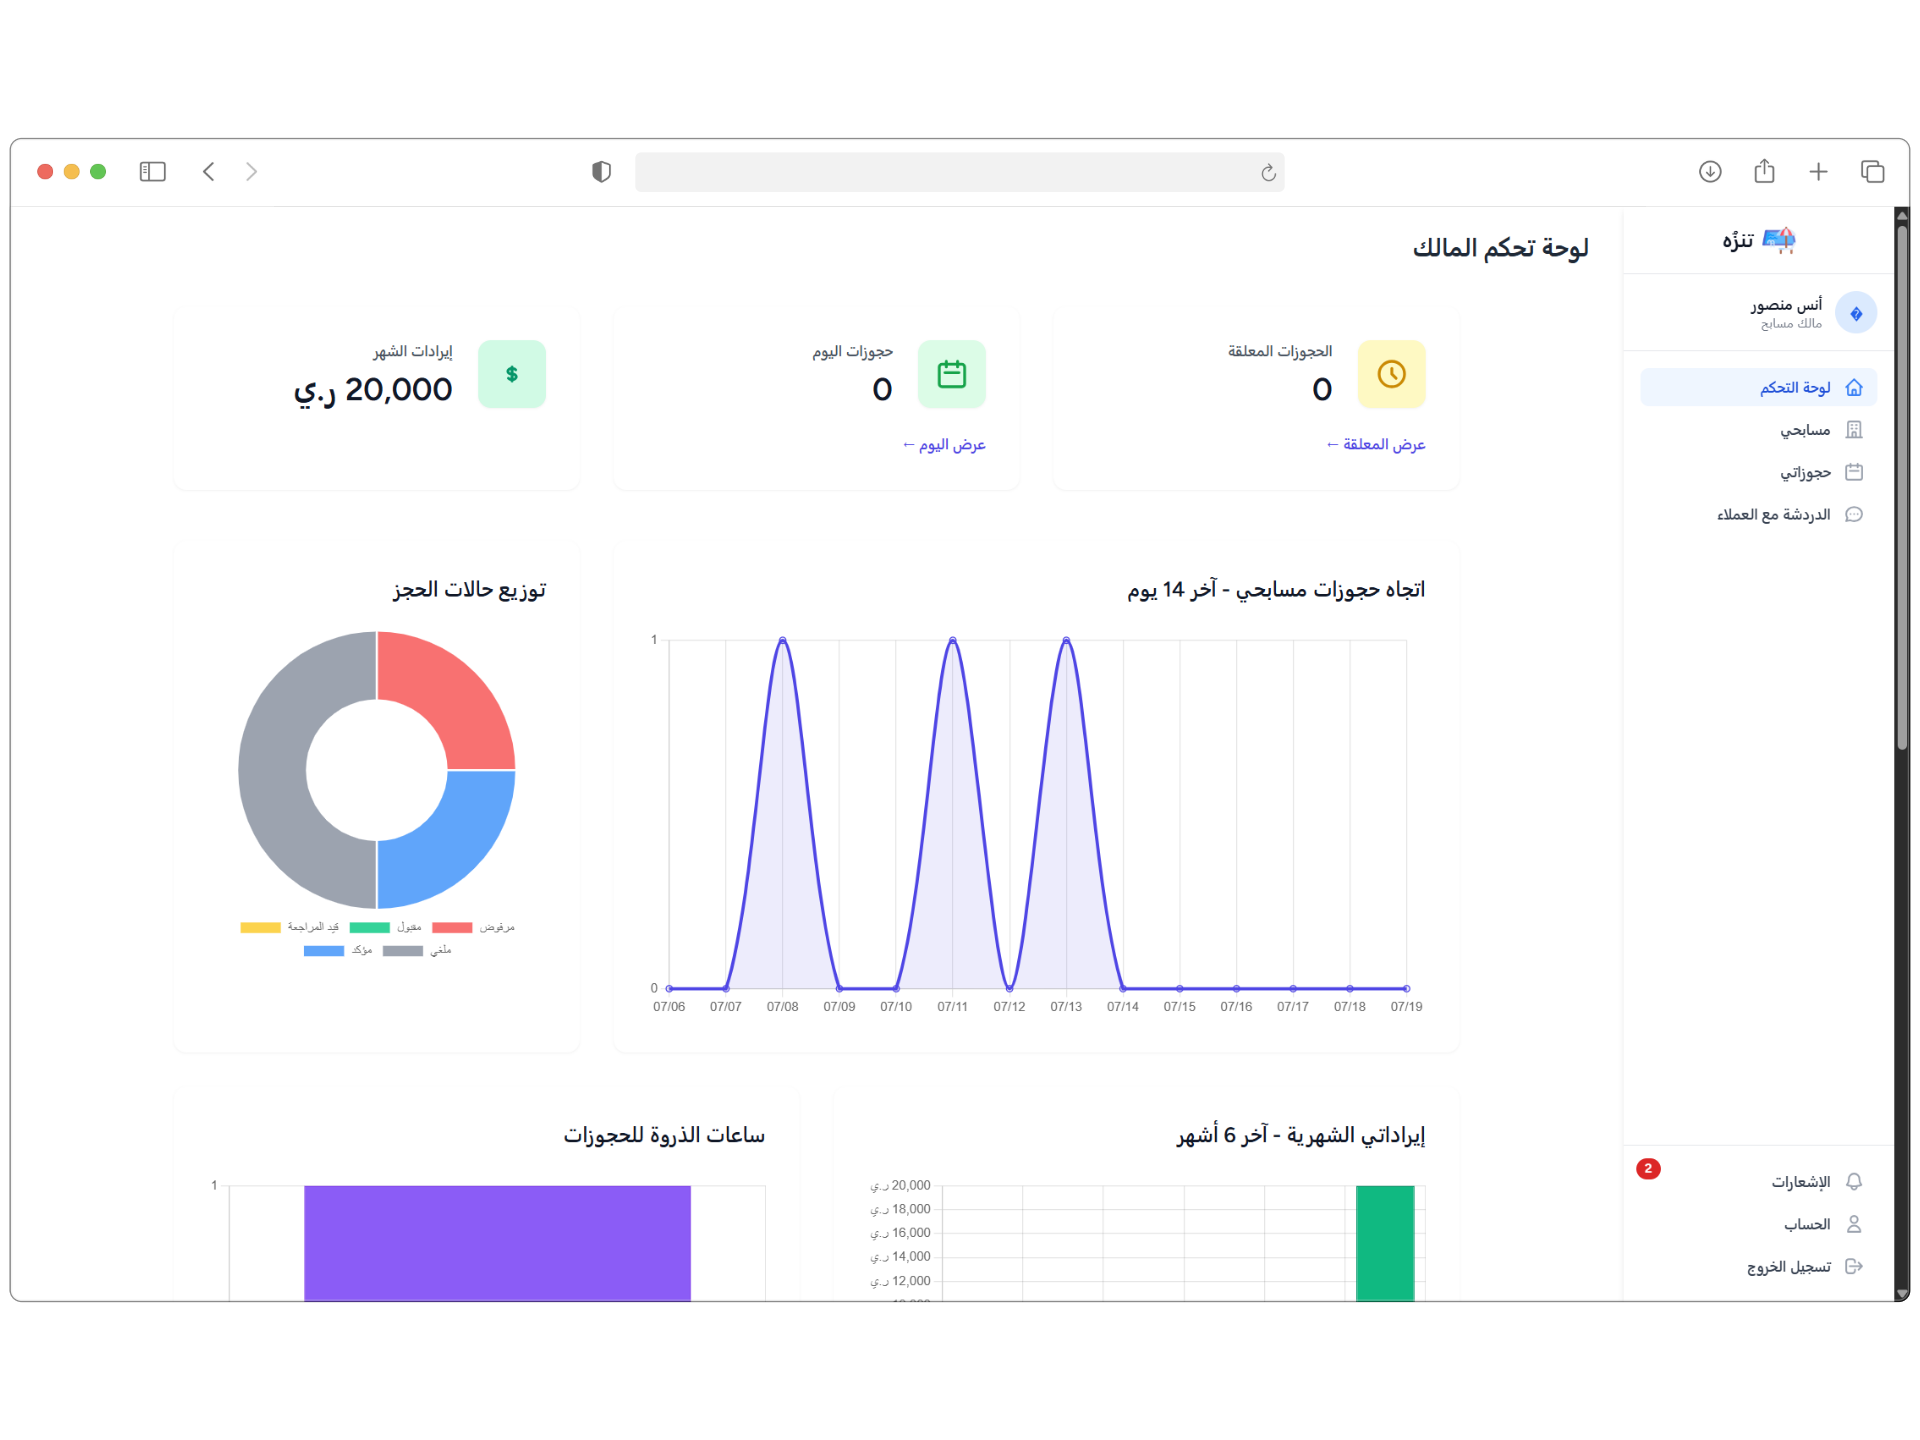 تنزُه
أنس منصور
مالك مسابح
لوحة التحكم
مسابحي
حجوزاتي
الدردشة مع العملاء
الإشعارات
2
الحساب
تسجيل الخروج
لوحة تحكم المالك
الحجوزات المعلقة
0
عرض المعلقة ←
حجوزات اليوم
0
عرض اليوم ←
إيرادات الشهر
20,000 ر.ي
$
اتجاه حجوزات مسابحي - آخر 14 يوم
1
0
07/06 07/07 07/08 07/09 07/10 07/11 07/12 07/13 07/14 07/15 07/16 07/17 07/18 07/19
توزيع حالات الحجز
قيد المراجعة مقبول مرفوض
مؤكد ملغي
إيراداتي الشهرية - آخر 6 أشهر
20,000 ر.ي
18,000 ر.ي
16,000 ر.ي
14,000 ر.ي
12,000 ر.ي
ساعات الذروة للحجوزات
1